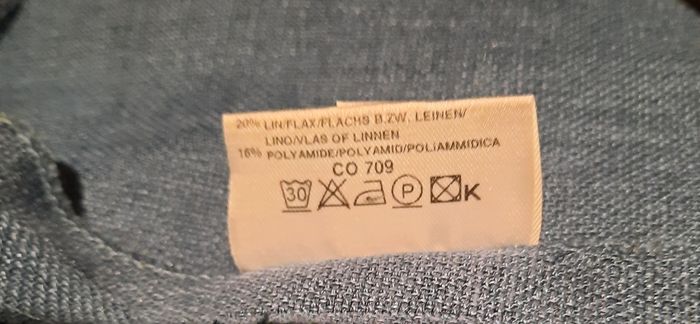 20% LIN/FLAX/FLACHS B.ZW. LEINEN/
LINO/VLAS OF LINNEN
16% POLYAMIDE/POLYAMID/POLIAMMIDICA
CO 709
30 P K